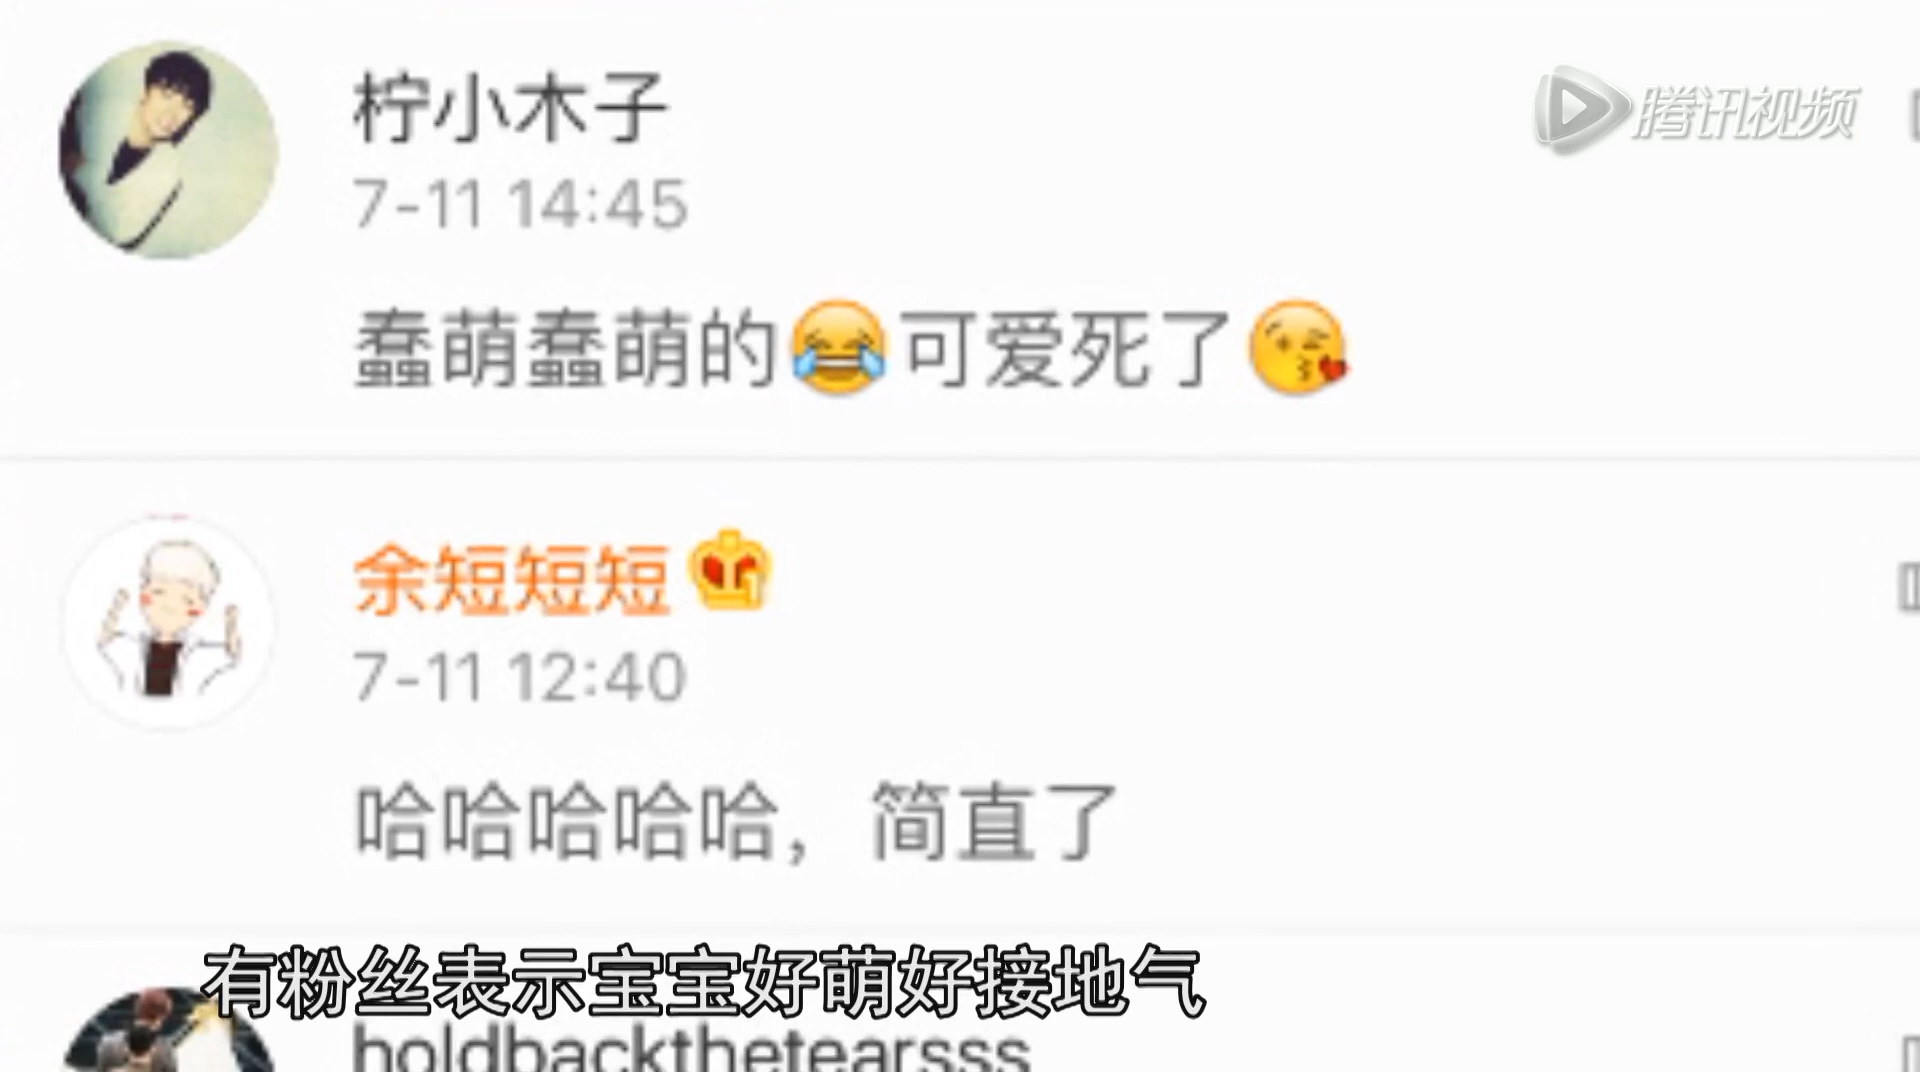 柠小木子
腾讯视频
7-11 14:45
蠢萌蠢萌的😂可爱死了😘
余短短短
7-11 12:40
哈哈哈哈哈，简直了
有粉丝表示宝宝好萌好接地气
holdbackthetearsss